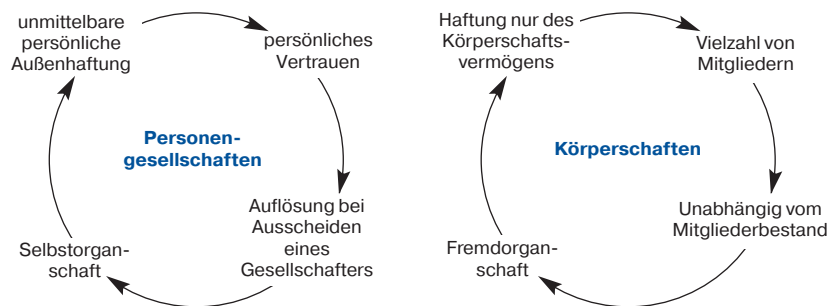 unmittelbare
persönliche
Außenhaftung
persönliches
Vertrauen
Personen-
gesellschaften
Auflösung bei
Ausscheiden
eines
Gesellschafters
Selbstorgan-
schaft
Haftung nur des
Körperschafts-
vermögens
Vielzahl von
Mitgliedern
Körperschaften
Unabhängig vom
Mitgliederbestand
Fremdorgan-
schaft